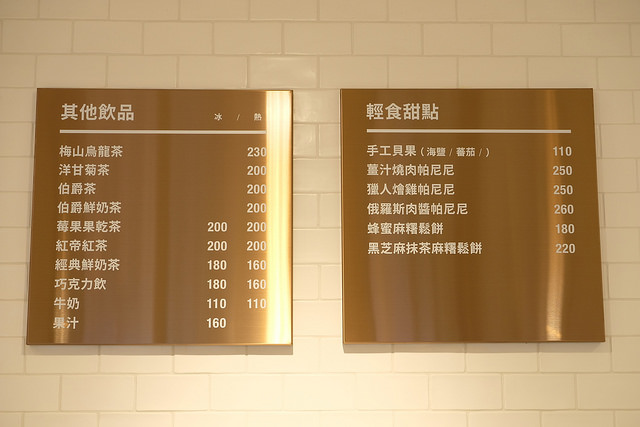 其他飲品 冰 / 熱
梅山烏龍茶 230
洋甘菊茶 200
伯爵茶 200
伯爵鮮奶茶 200
莓果果乾茶 200 200
紅帝紅茶 200 200
經典鮮奶茶 180 160
巧克力飲 180 160
牛奶 110 110
果汁 160
輕食甜點
手工貝果 ( 海鹽 / 蕃茄 / ) 110
薑汁燒肉帕尼尼 250
獵人燴雞帕尼尼 250
俄羅斯肉醬帕尼尼 260
蜂蜜麻糬鬆餅 180
黑芝麻抹茶麻糬鬆餅 220